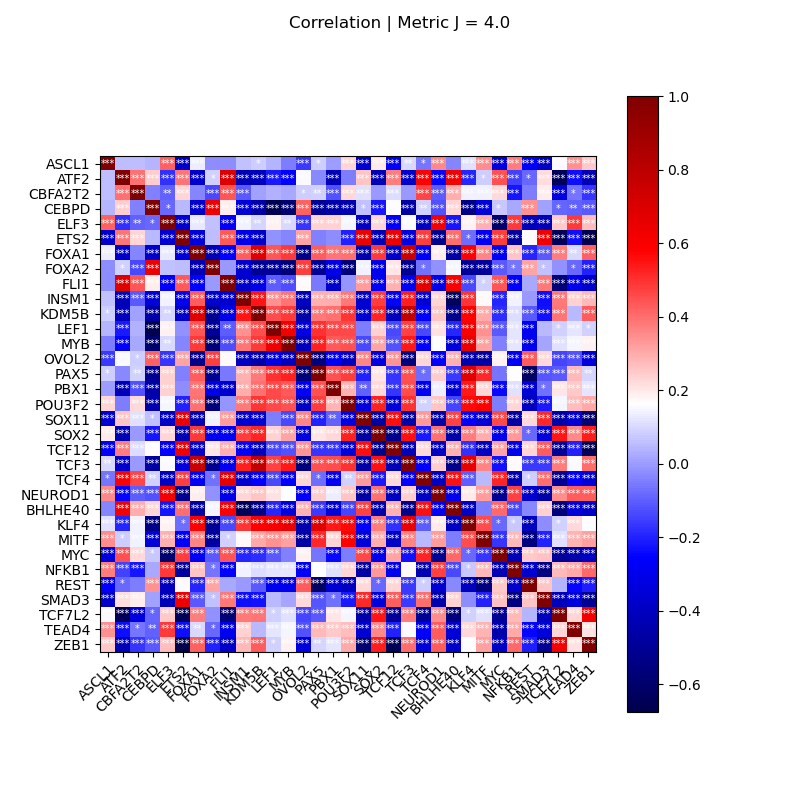 Correlation | Metric J = 4.0
ASCL1
ATF2
CBFA2T2
CEBPD
ELF3
ETS2
FOXA1
FOXA2
FLI1
INSM1
KDM5B
LEF1
MYB
OVOL2
PAX5
PBX1
POU3F2
SOX11
SOX2
TCF12
TCF3
TCF4
NEUROD1
BHLHE40
KLF4
MITF
MYC
NFKB1
REST
SMAD3
TCF7L2
TEAD4
ZEB1
ASCL1
ATF2
CBFA2T2
CEBPD
ELF3
ETS2
FOXA1
FOXA2
FLI1
INSM1
KDM5B
LEF1
MYB
OVOL2
PAX5
PBX1
POU3F2
SOX11
SOX2
TCF12
TCF3
TCF4
NEUROD1
BHLHE40
KLF4
MITF
MYC
NFKB1
REST
SMAD3
TCF7L2
TEAD4
ZEB1
1.0
0.8
0.6
0.4
0.2
0.0
−0.2
−0.4
−0.6